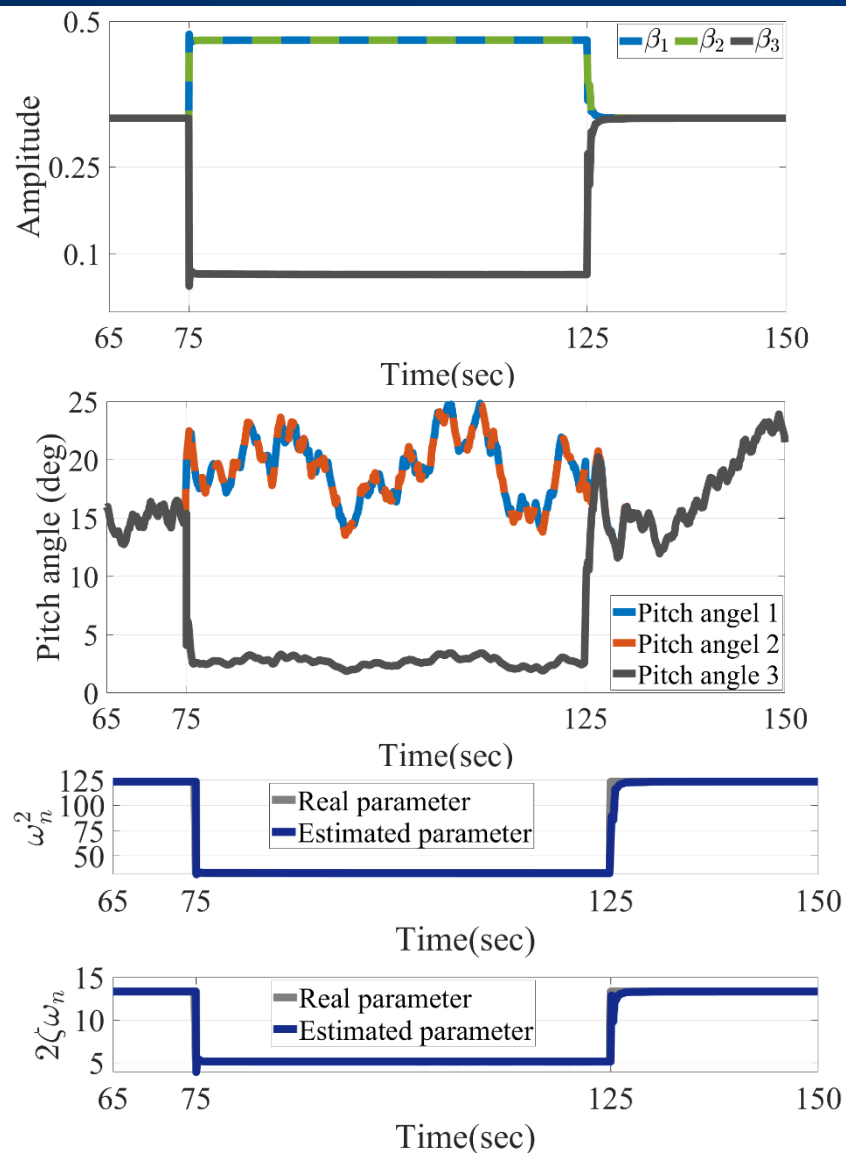 0.5
β₁ β₂ β₃
Amplitude
0.25
0.1
65 75 125 150
Time(sec)
25
20
15
10
5
0
Pitch angle (deg)
Pitch angel 1
Pitch angel 2
Pitch angle 3
65 75 125 150
Time(sec)
125
100
75
50
ωₙ²
Real parameter
Estimated parameter
65 75 125 150
Time(sec)
15
10
5
2ζωₙ
Real parameter
Estimated parameter
65 75 125 150
Time(sec)